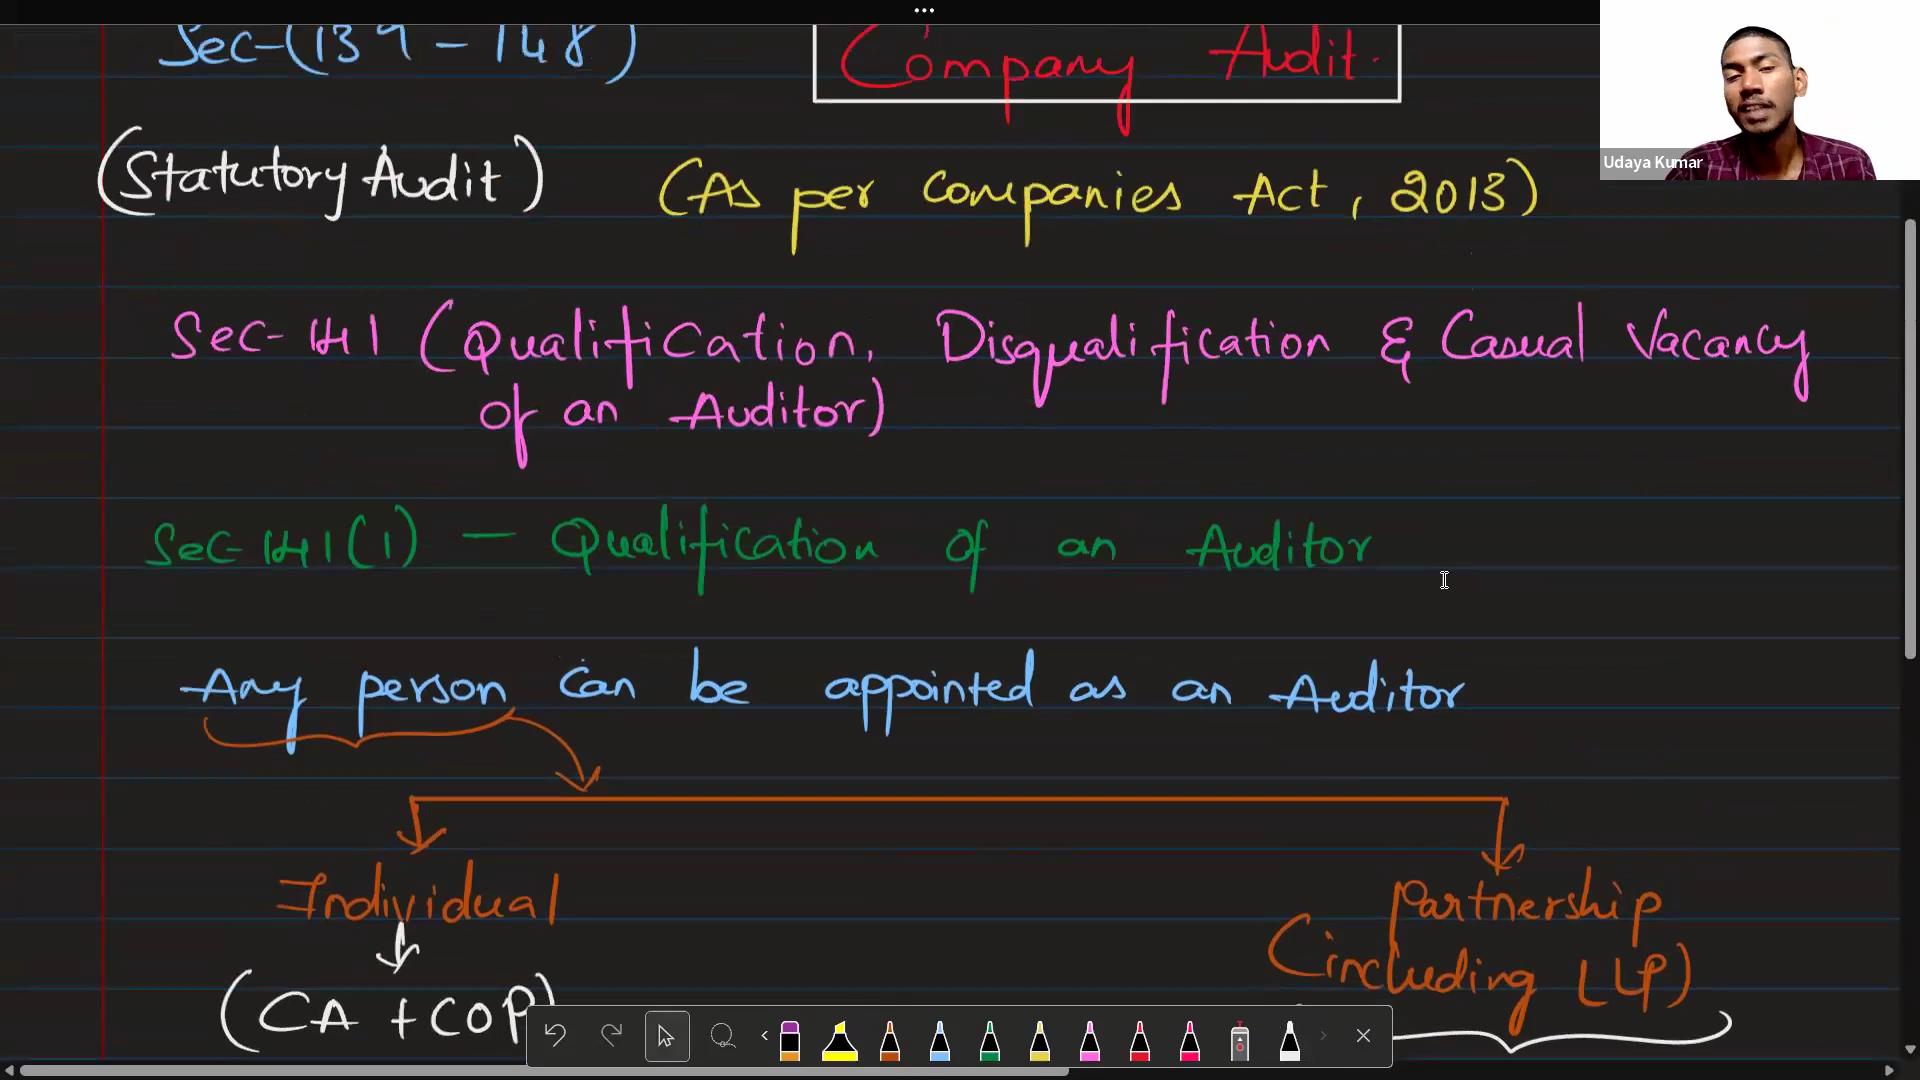 Sec-(139-148)
Company Audit.
Udaya Kumar
(Statutory Audit) (As per Companies Act, 2013)
Sec-141 (Qualification, Disqualification & Casual Vacancy
of an Auditor)
Sec-141(1) — Qualification of an Auditor
Any person can be appointed as an Auditor
Individual
Partnership
(including LLP)
(CA + COP)